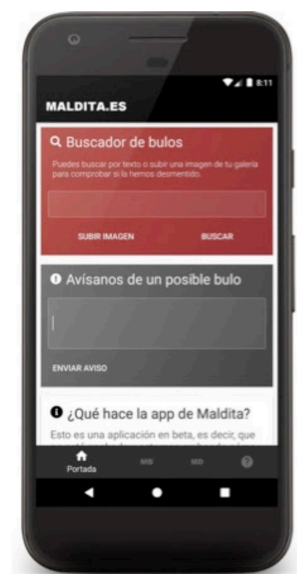 8:11
MALDITA.ES
Buscador de bulos
Puedes buscar por texto o subir una imagen de tu galería
para comprobar si la hemos desmentido.
SUBIR IMAGEN BUSCAR
Avísanos de un posible bulo
ENVIAR AVISO
¿Qué hace la app de Maldita?
Esto es una aplicación en beta, es decir, que
Portada MB MD